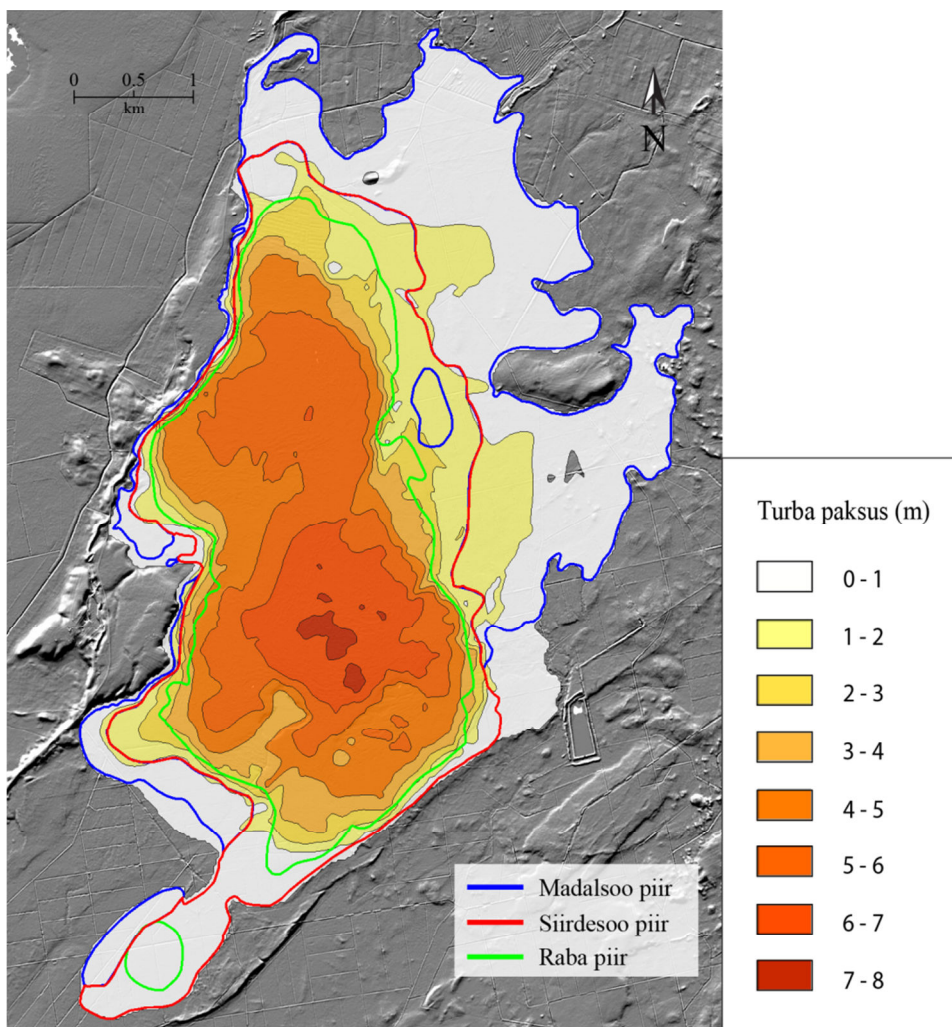 0 0.5 1
km
N
Turba paksus (m)
0 - 1
1 - 2
2 - 3
3 - 4
4 - 5
5 - 6
6 - 7
7 - 8
Madalsoo piir
Siirdesoo piir
Raba piir